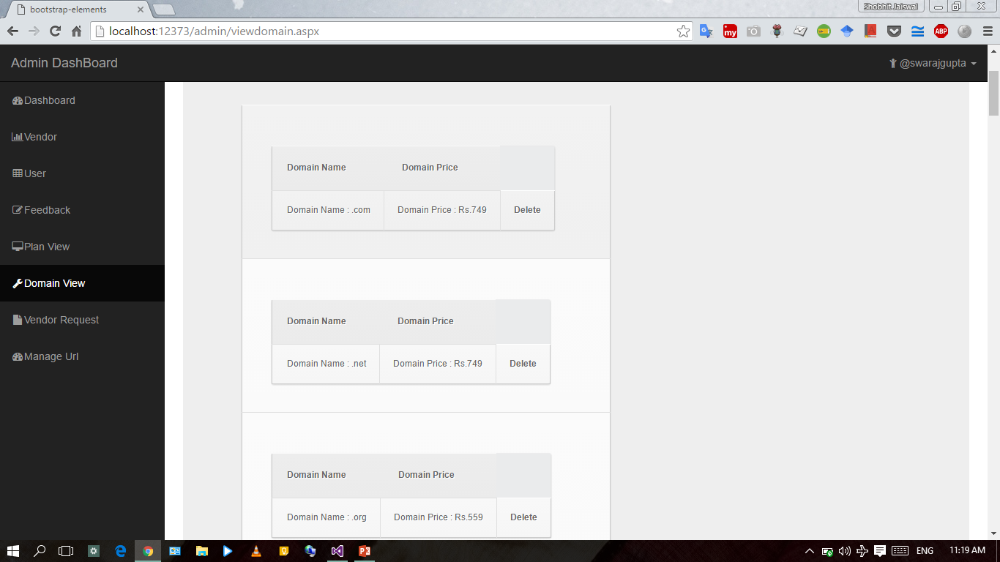 bootstrap-elements
Shobhit Jaiswal
localhost:12373/admin/viewdomain.aspx
my
ABP
Admin DashBoard
@swarajgupta
Dashboard
Vendor
User
Feedback
Plan View
Domain View
Vendor Request
Manage Url
Domain Name Domain Price
Domain Name : .com Domain Price : Rs.749 Delete
Domain Name Domain Price
Domain Name : .net Domain Price : Rs.749 Delete
Domain Name Domain Price
Domain Name : .org Domain Price : Rs.559 Delete
ENG
11:19 AM